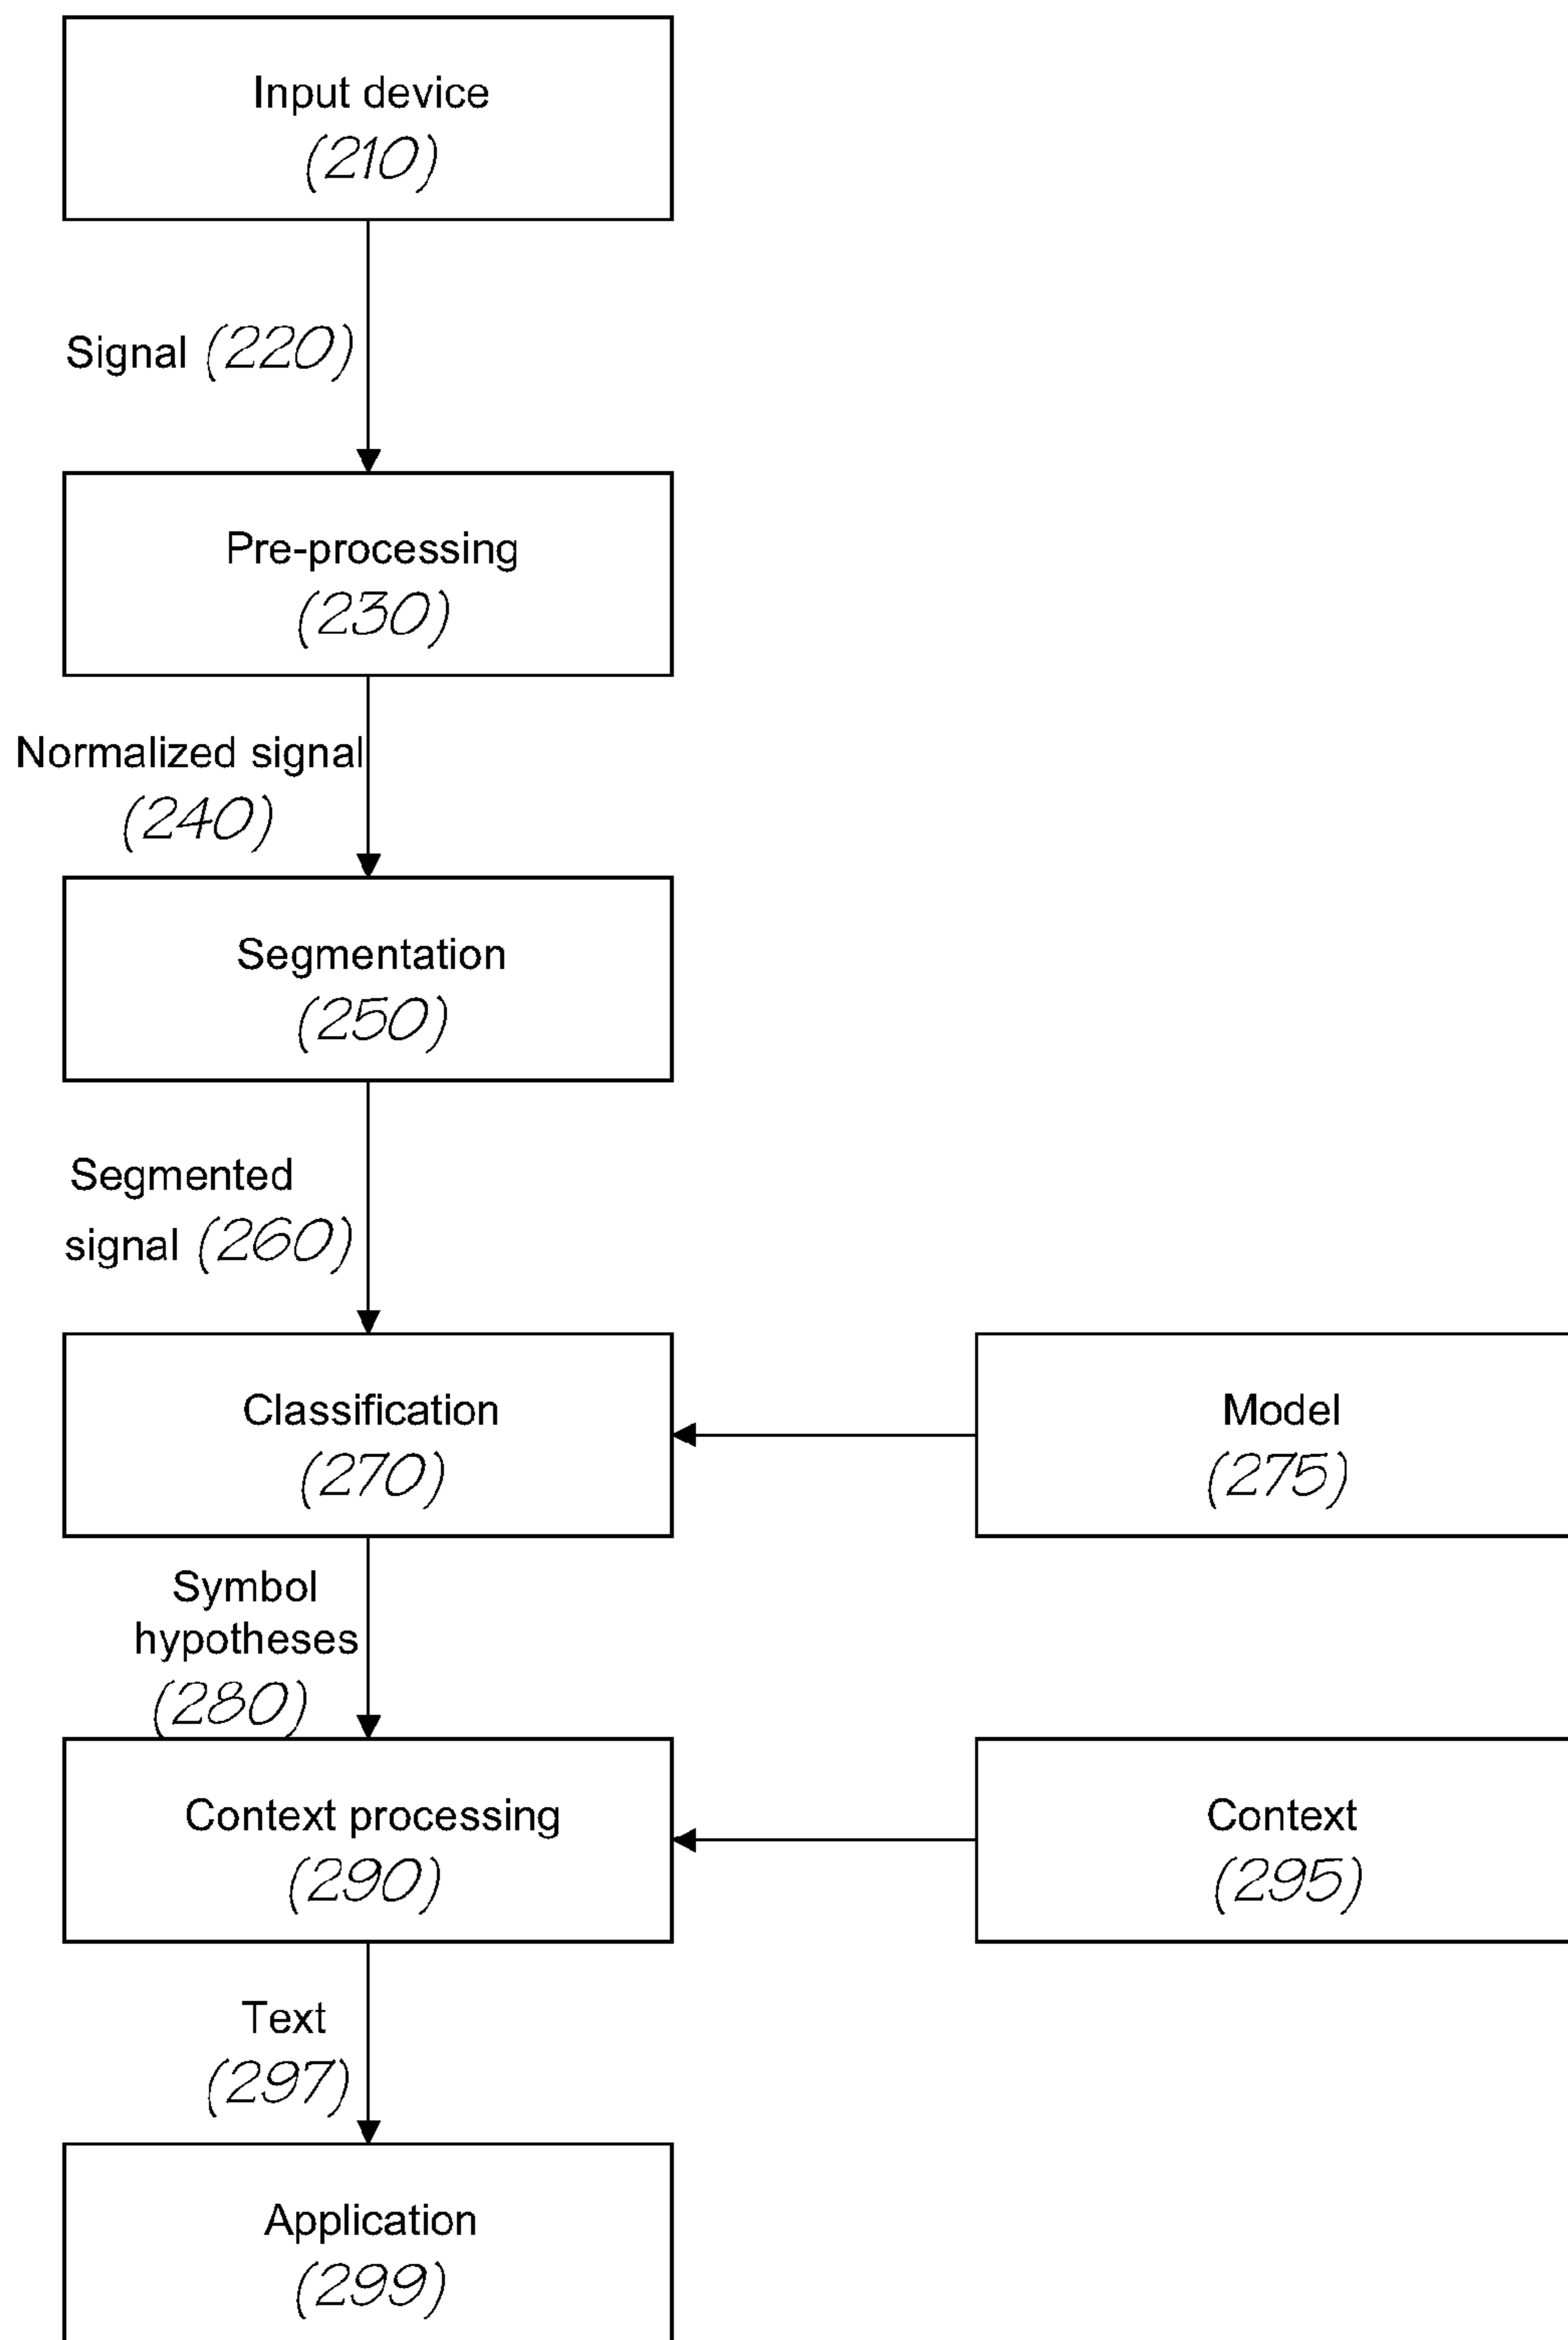 Input device
(210)
Signal (220)
Pre-processing
(230)
Normalized signal
(240)
Segmentation
(250)
Segmented
signal (260)
Classification
(270)
Model
(275)
Symbol
hypotheses
(280)
Context processing
(290)
Context
(295)
Text
(297)
Application
(299)